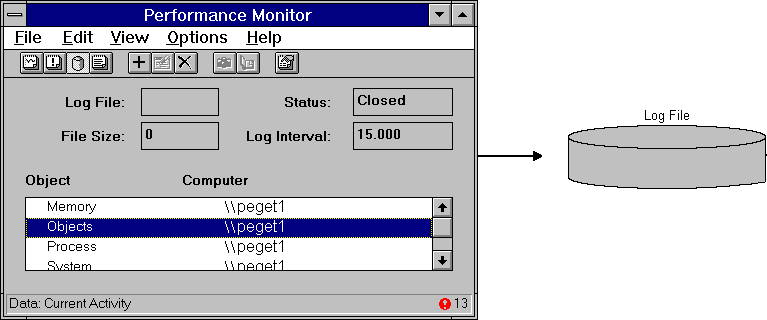 Performance Monitor
File Edit View Options Help
Log File: Status: Closed
File Size: 0 Log Interval: 15.000
Object Computer
Memory \\peget1
Objects \\peget1
Process \\peget1
System \\peget1
Data: Current Activity 13
Log File